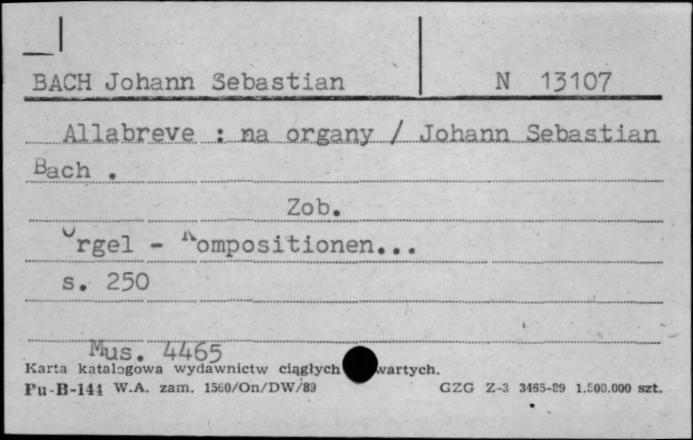 BACH Johann Sebastian N 13107
Allabreve : na organy / Johann Sebastian
Bach .
Zob.
Orgel - Kompositionen...
s. 250
Mus. 4465
Karta katalogowa wydawnictw ciągłych wartych.
Pu-B-144 W.A. zam. 1560/On/DW/89 GZG Z-3 3465-89 1.500.000 szt.